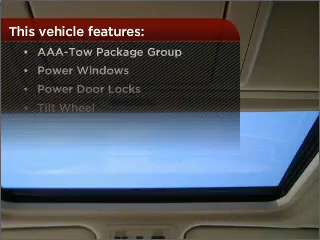 This vehicle features:
• AAA-Tow Package Group
• Power Windows
• Power Door Locks
• Tilt Wheel